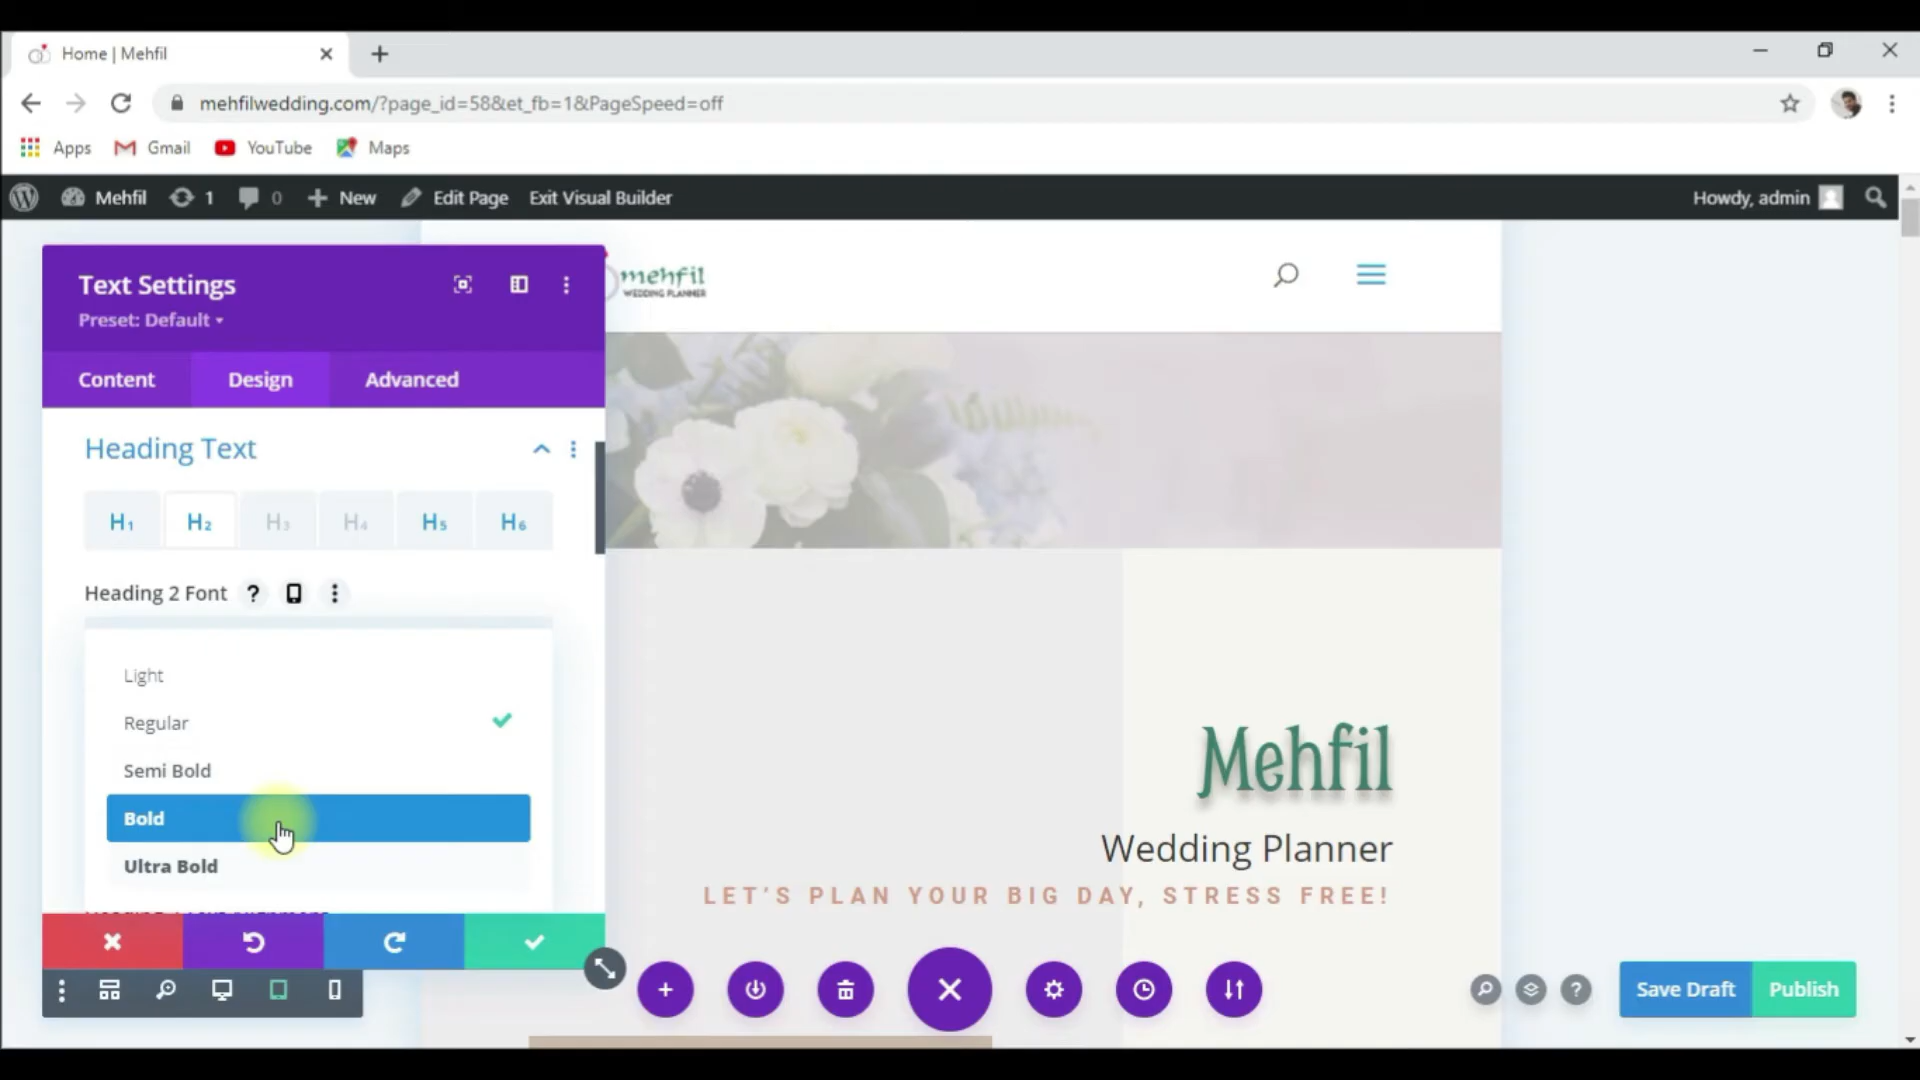 Home | Mehfil
mehfilwedding.com/?page_id=58&et_fb=1&PageSpeed=off
Apps Gmail YouTube Maps
Mehfil 1 0 New Edit Page Exit Visual Builder Howdy, admin
Text Settings
Preset: Default
Content Design Advanced
Heading Text
H1 H2 H3 H4 H5 H6
Heading 2 Font ?
Light
Regular
Semi Bold
Bold
Ultra Bold
mehfil
WEDDING PLANNER
Mehfil
Wedding Planner
LET'S PLAN YOUR BIG DAY, STRESS FREE!
? Save Draft Publish